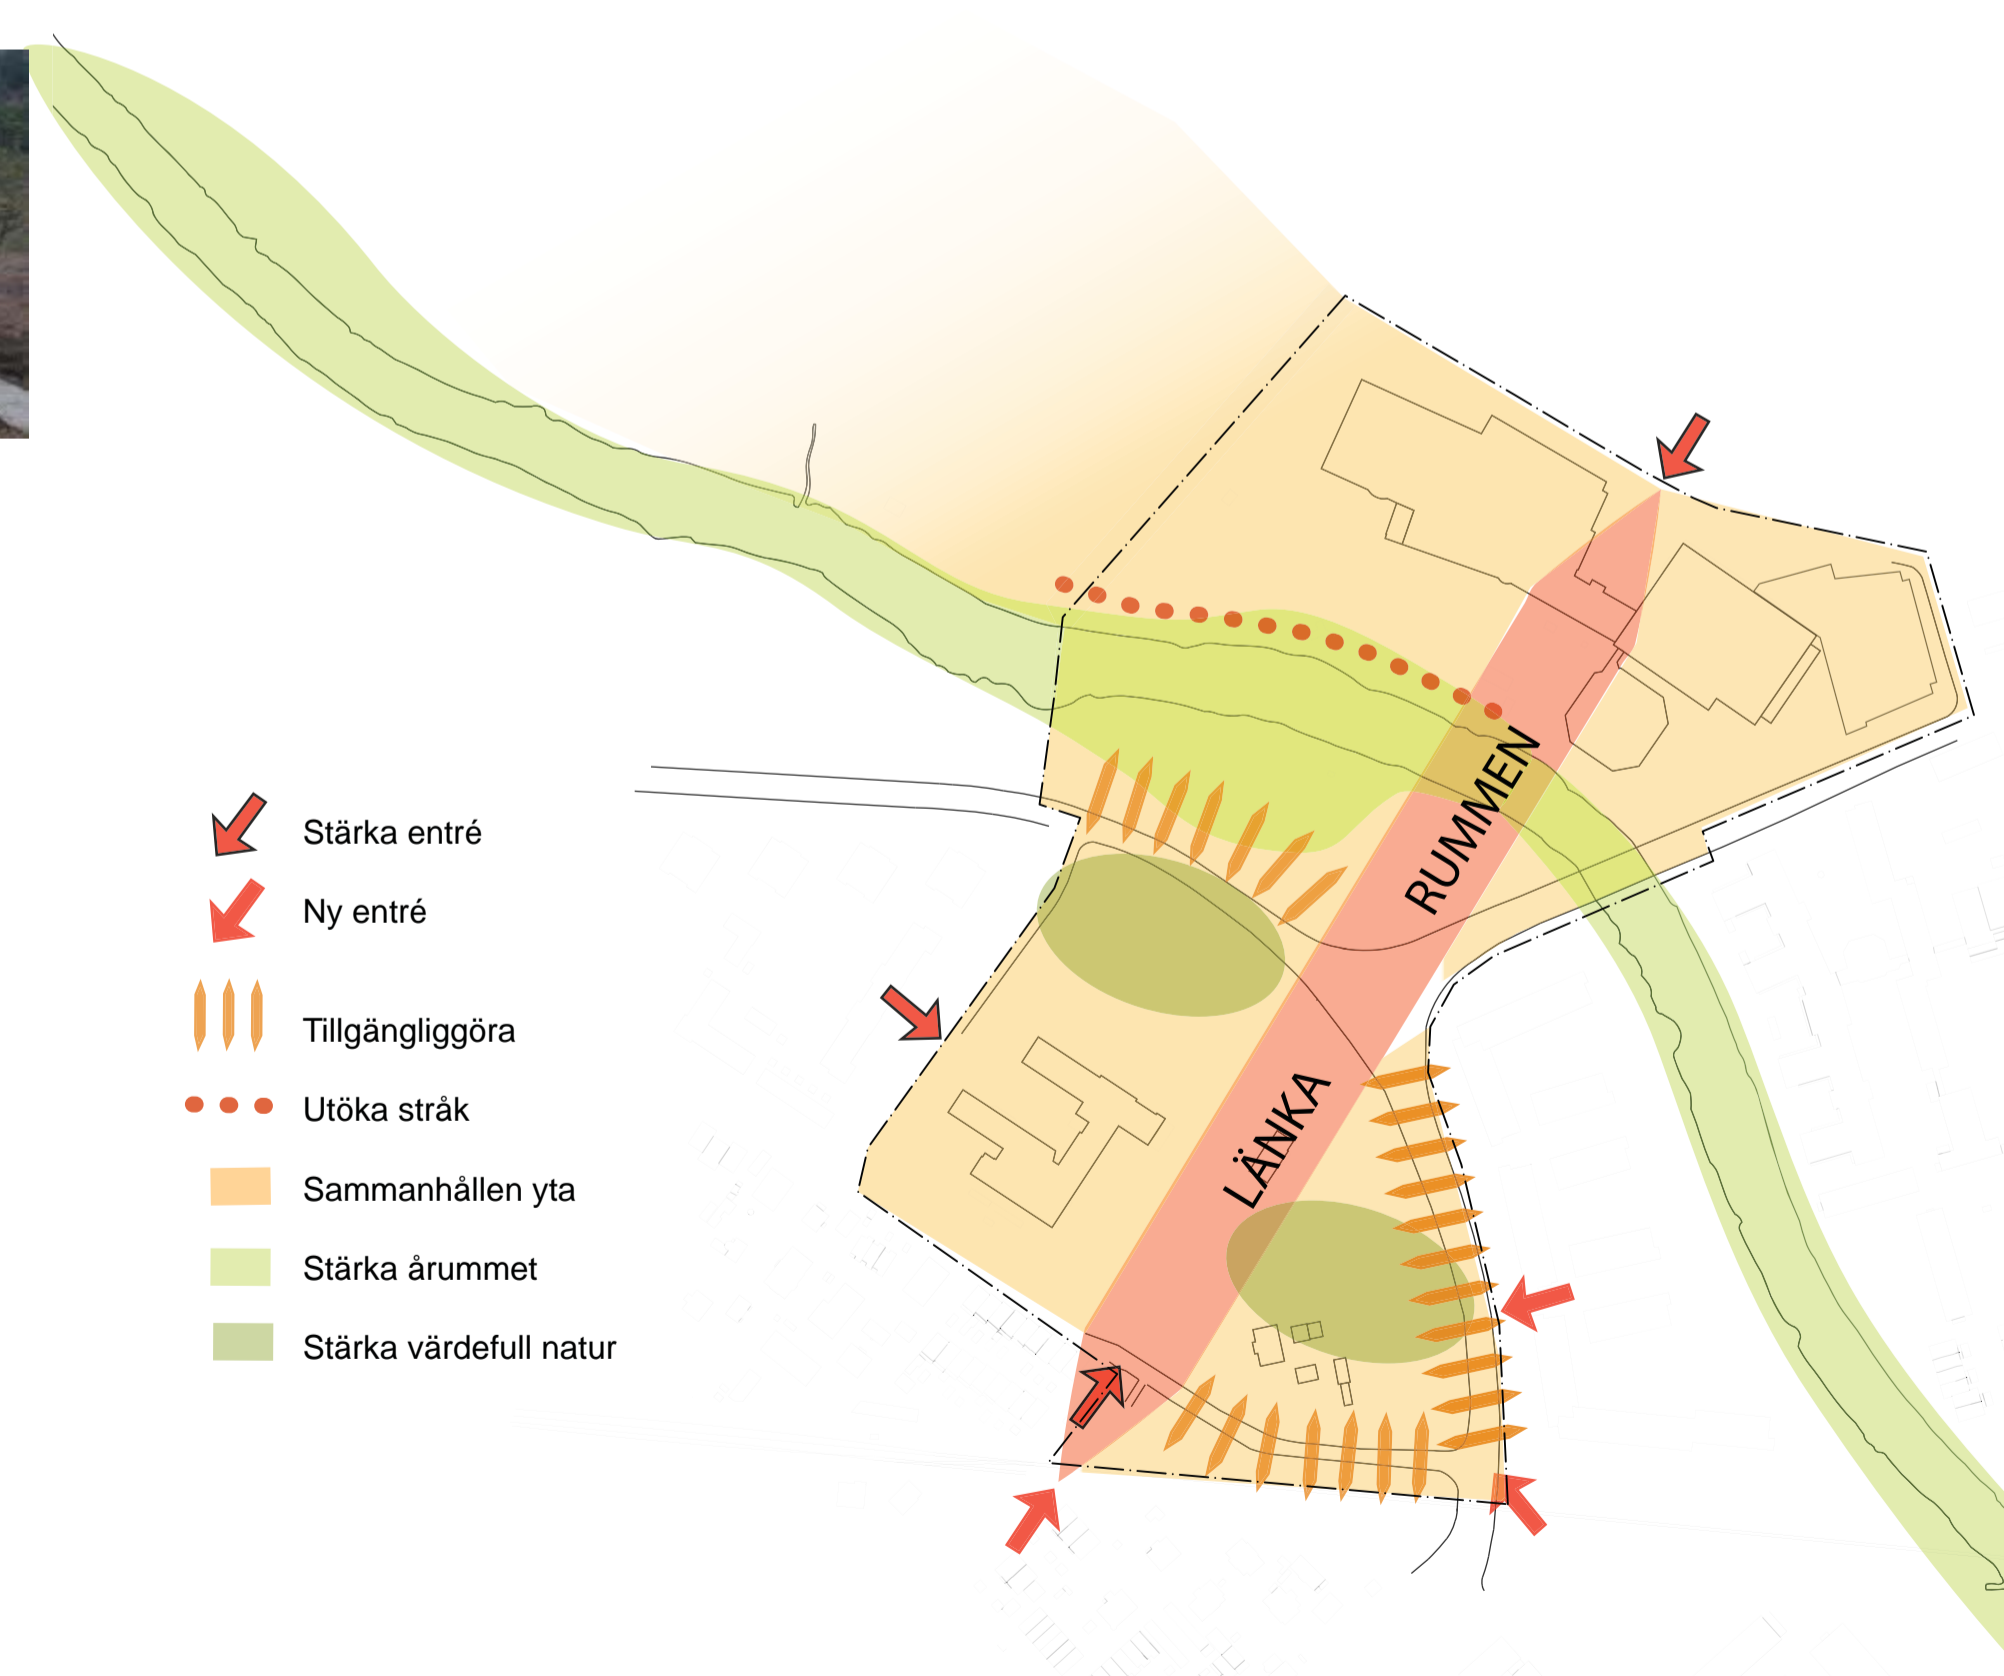 RUMMEN
LÄNKA
Stärka entré
Ny entré
Tillgängliggöra
Utöka stråk
Sammanhållen yta
Stärka årummet
Stärka värdefull natur